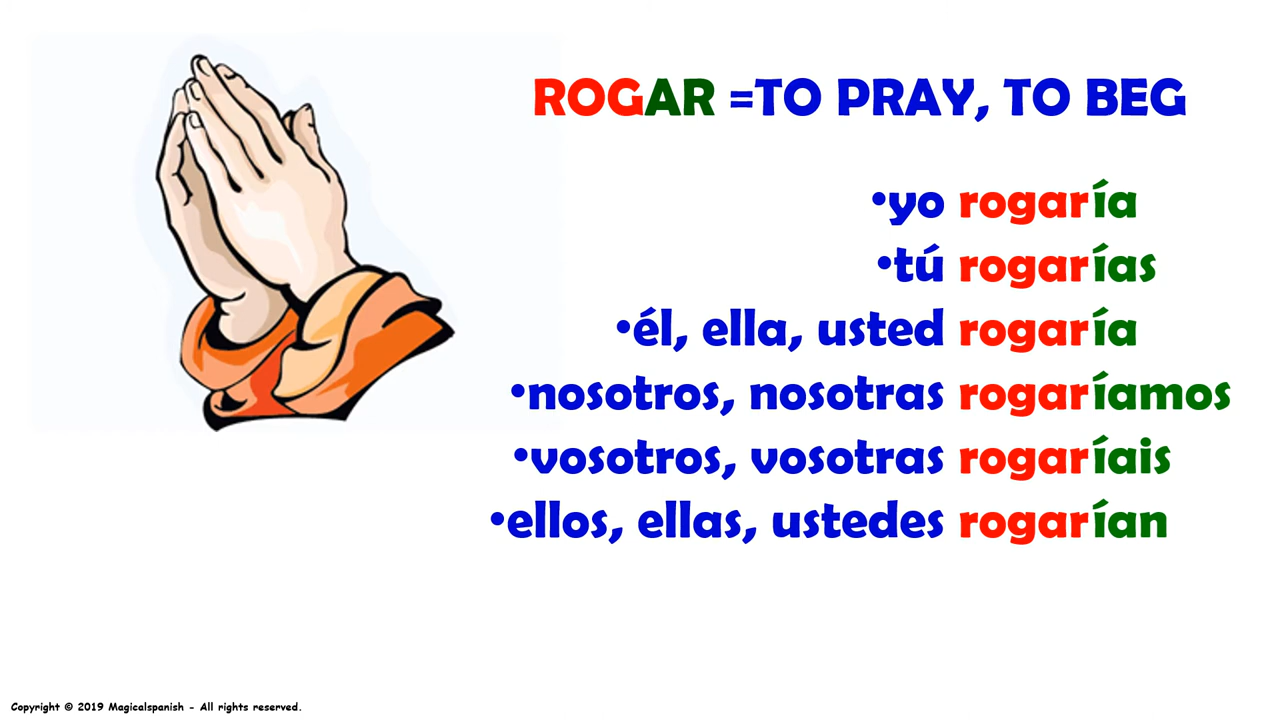 ROGAR =TO PRAY, TO BEG
•yo rogaría
•tú rogarías
•él, ella, usted rogaría
•nosotros, nosotras rogaríamos
•vosotros, vosotras rogaríais
•ellos, ellas, ustedes rogarían
Copyright © 2019 Magicalspanish - All rights reserved.